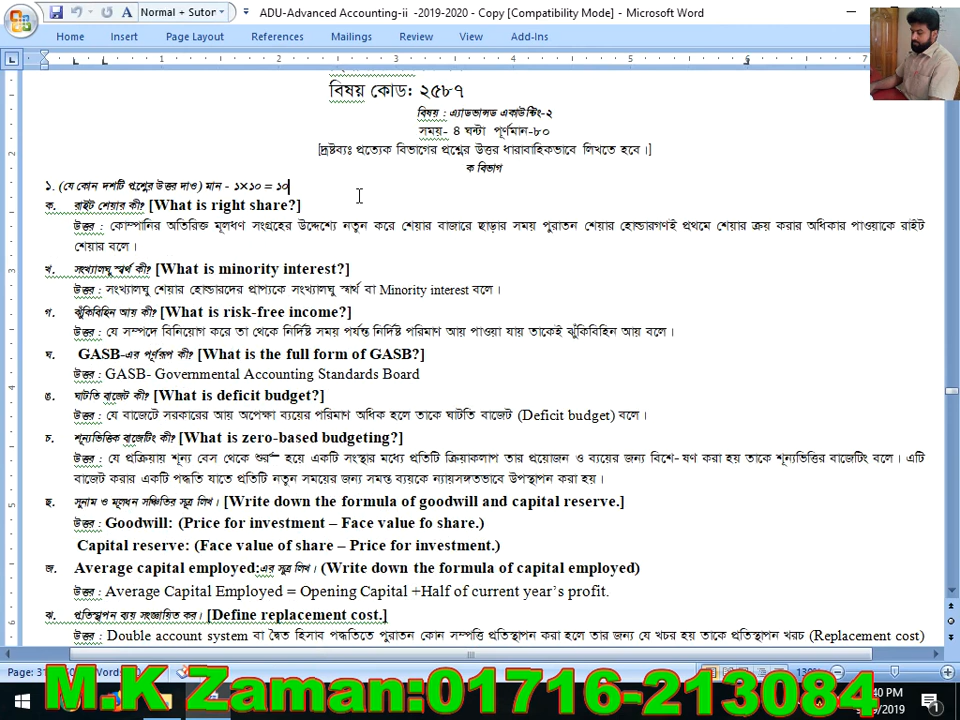 Normal + Sutor
ADU-Advanced Accounting-ii -2019-2020 - Copy [Compatibility Mode] - Microsoft Word
Home Insert Page Layout References Mailings Review View Add-Ins
বিষয় কোড: ২৫৮৭
বিষয় : এ্যাডভান্সড একাউন্টিং-২
সময়- ৪ ঘন্টা পূর্ণমান-৮০
[দ্রষ্টব্যঃ প্রত্যেক বিভাগের প্রশ্নের উত্তর ধারাবাহিকভাবে লিখতে হবে।]
ক বিভাগ
১. (যে কোন দশটি প্রশ্নের উত্তর দাও) মান - ১×১০ = ১০
ক. রাইট শেয়ার কী? [What is right share?]
উত্তর : কোম্পানির অতিরিক্ত মূলধণ সংগ্রহের উদ্দেশ্যে নতুন করে শেয়ার বাজারে ছাড়ার সময় পুরাতন শেয়ার হোল্ডারগণই প্রথমে শেয়ার ক্রয় করার অধিকার পাওয়াকে রাইট
শেয়ার বলে।
খ. সংখ্যালঘু স্বার্থ কী? [What is minority interest?]
উত্তর : সংখ্যালঘু শেয়ার হোল্ডারদের প্রাপ্যকে সংখ্যালঘু স্বার্থ বা Minority interest বলে।
গ. ঝুঁকিবিহিন আয় কী? [What is risk-free income?]
উত্তর : যে সম্পদে বিনিয়োগ করে তা থেকে নির্দিষ্ট সময় পর্যন্ত নির্দিষ্ট পরিমাণ আয় পাওয়া যায় তাকেই ঝুঁকিবিহিন আয় বলে।
ঘ. GASB-এর পূর্ণরূপ কী? [What is the full form of GASB?]
উত্তর : GASB- Governmental Accounting Standards Board
ঙ. ঘাটতি বাজেট কী? [What is deficit budget?]
উত্তর : যে বাজেটে সরকারের আয় অপেক্ষা ব্যয়ের পরিমাণ অধিক হলে তাকে ঘাটতি বাজেট (Deficit budget) বলে।
চ. শূন্যভিত্তিক বাজেটিং কী? [What is zero-based budgeting?]
উত্তর : যে প্রক্রিয়ায় শূন্য বেস থেকে শুরু হয়ে একটি সংস্থার মধ্যে প্রতিটি ক্রিয়াকলাপ তার প্রয়োজন ও ব্যয়ের জন্য বিশে- ষণ করা হয় তাকে শূন্যভিত্তির বাজেটিং বলে। এটি
বাজেট করার একটি পদ্ধতি যাতে প্রতিটি নতুন সময়ের জন্য সমস্ত ব্যয়কে ন্যায়সঙ্গতভাবে উপস্থাপন করা হয়।
ছ. সুনাম ও মূলধন সঞ্চিতির সূত্র লিখ। [Write down the formula of goodwill and capital reserve.]
উত্তর : Goodwill: (Price for investment – Face value fo share.)
Capital reserve: (Face value of share – Price for investment.)
জ. Average capital employed:এর সুত্র লিখ। (Write down the formula of capital employed)
উত্তর : Average Capital Employed = Opening Capital +Half of current year's profit.
ঝ. প্রতিস্থাপন ব্যয় সংজ্ঞায়িত কর। [Define replacement cost.]
উত্তর : Double account system বা দ্বৈত হিসাব পদ্ধতিতে পুরাতন কোন সম্পত্তি প্রতিস্থাপন করা হলে তার জন্য যে খচর হয় তাকে প্রতিস্থাপন খরচ (Replacement cost)
M.K Zaman:01716-213084